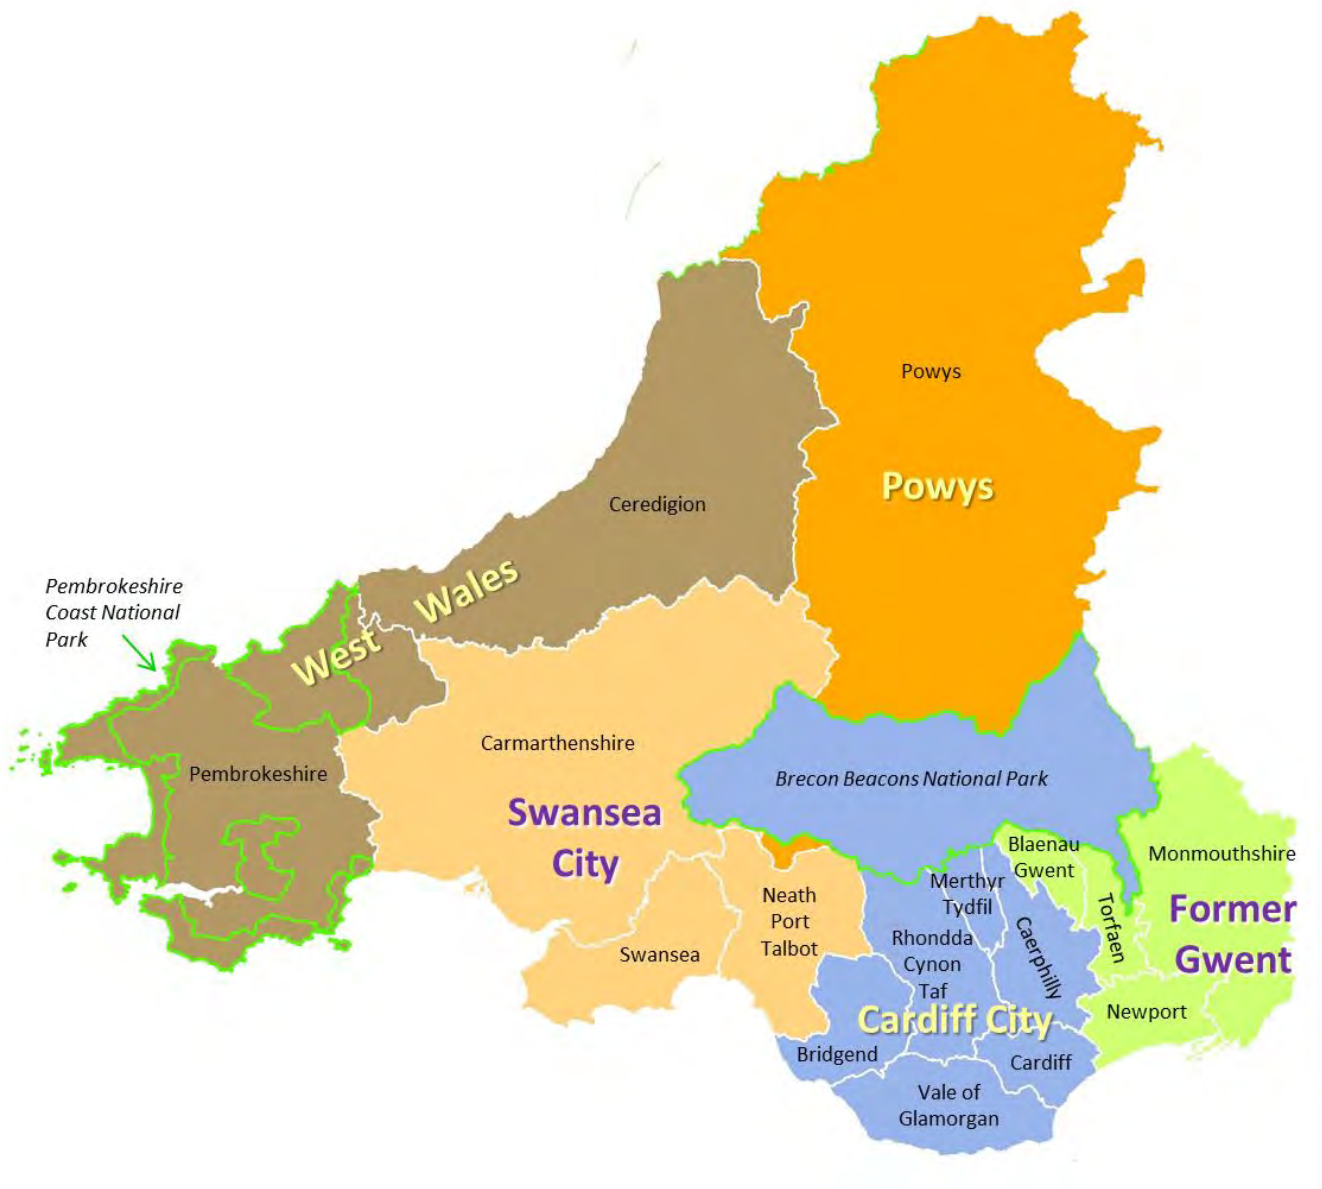 Powys
Powys
Ceredigion
West Wales
Pembrokeshire
Coast National
Park
Pembrokeshire
Carmarthenshire
Swansea
City
Brecon Beacons National Park
Swansea
Neath
Port
Talbot
Merthyr
Tydfil
Rhondda
Cynon
Taf
Caerphilly
Blaenau
Gwent
Torfaen
Monmouthshire
Former
Gwent
Newport
Cardiff City
Bridgend
Cardiff
Vale of
Glamorgan